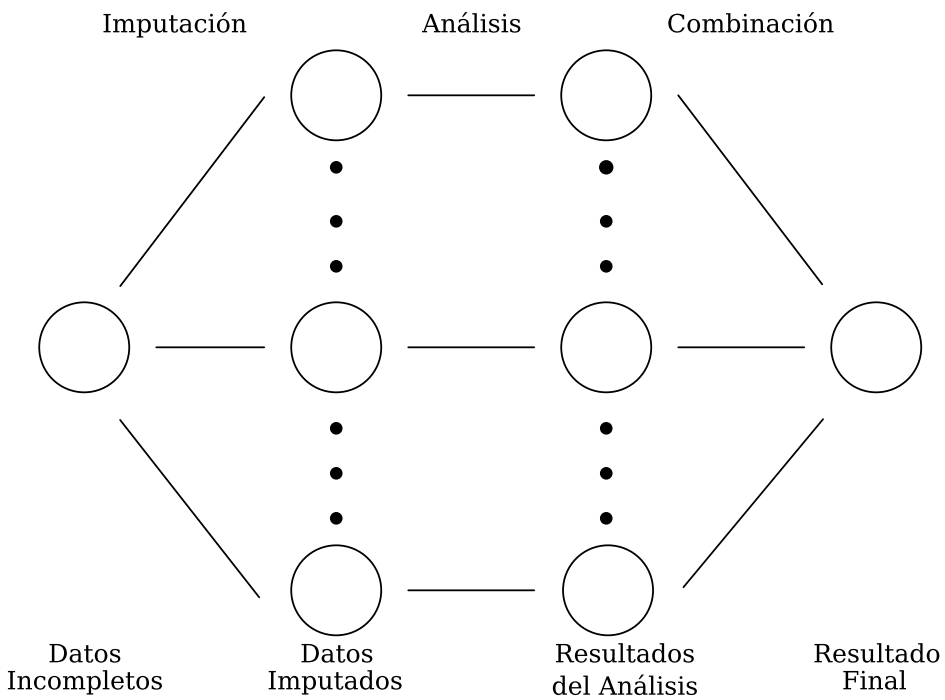 Imputación
Análisis
Combinación
Datos
Incompletos
Datos
Imputados
Resultados
del Análisis
Resultado
Final